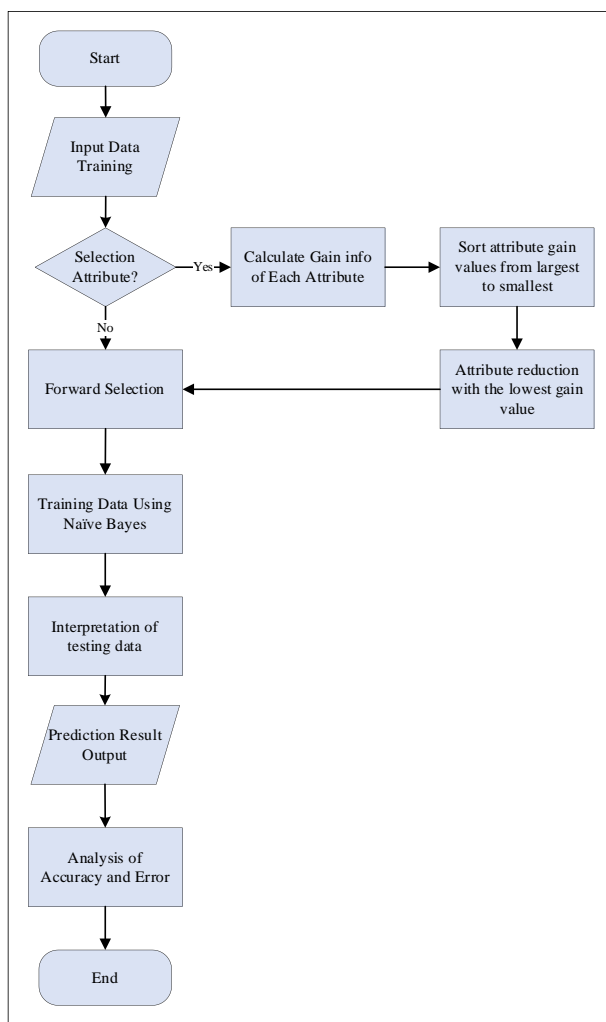 Start
Input Data
Training
Selection
Attribute?
Yes
Calculate Gain info
of Each Attribute
Sort attribute gain
values from largest
to smallest
No
Forward Selection
Attribute reduction
with the lowest gain
value
Training Data Using
Naïve Bayes
Interpretation of
testing data
Prediction Result
Output
Analysis of
Accuracy and Error
End